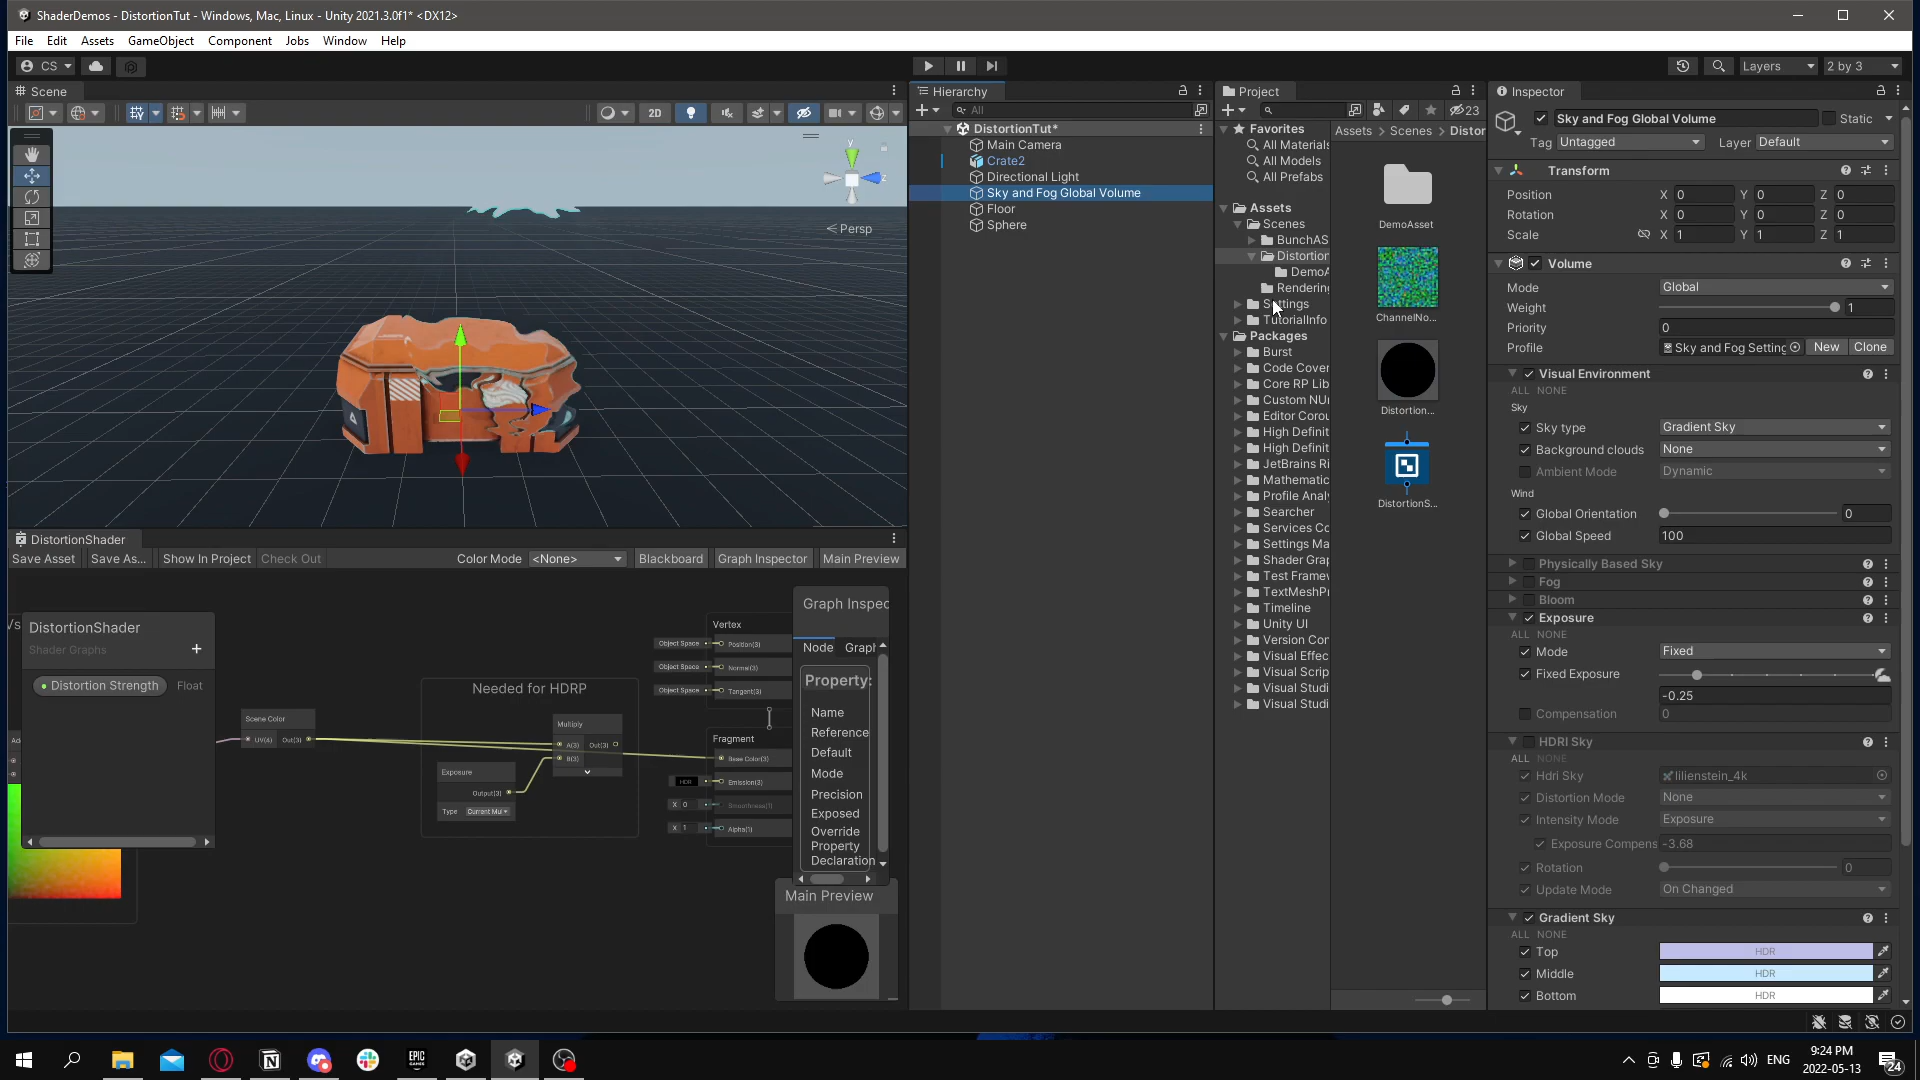 ShaderDemos - DistortionTut - Windows, Mac, Linux - Unity 2021.3.0f1* <DX12>
File Edit Assets GameObject Component Jobs Window Help
CS
Layers
2 by 3
Scene
2D
y
z
Persp
DistortionShader
Save Asset Save As... Show In Project Check Out Color Mode <None> Blackboard Graph Inspector Main Preview
DistortionShader
Shader Graphs
+
Distortion Strength Float
Scene Color
UV(4) Out(3)
Needed for HDRP
Multiply
A(3) Out(3)
B(3)
Exposure
Output(3)
Type Current Mul
Vertex
Object Space Position(3)
Object Space Normal(3)
Object Space Tangent(3)
Fragment
Base Color(3)
HDR Emission(3)
X 0 Smoothness(1)
X 1 Alpha(1)
Graph Inspec
Node Graph
Property:
Name
Reference
Default
Mode
Precision
Exposed
Override
Property
Declaration
Main Preview
Hierarchy
All
DistortionTut*
Main Camera
Crate2
Directional Light
Sky and Fog Global Volume
Floor
Sphere
Project
23
Favorites
All Materials
All Models
All Prefabs
Assets
Scenes
BunchAS
Distortion
DemoA
Rendering
Settings
TutorialInfo
Packages
Burst
Code Cover
Core RP Lib
Custom NUn
Editor Corou
High Definit
High Definit
JetBrains Ri
Mathematic
Profile Analy
Searcher
Services Co
Settings Ma
Shader Grap
Test Framew
TextMeshPr
Timeline
Unity UI
Version Con
Visual Effec
Visual Scrip
Visual Studi
Visual Studi
Assets > Scenes > Distor
DemoAsset
ChannelNo...
Distortion...
DistortionS...
Inspector
Sky and Fog Global Volume Static
Tag Untagged Layer Default
Transform
Position X 0 Y 0 Z 0
Rotation X 0 Y 0 Z 0
Scale X 1 Y 1 Z 1
Volume
Mode Global
Weight 1
Priority 0
Profile Sky and Fog Setting New Clone
Visual Environment
ALL NONE
Sky
Sky type Gradient Sky
Background clouds None
Ambient Mode Dynamic
Wind
Global Orientation 0
Global Speed 100
Physically Based Sky
Fog
Bloom
Exposure
ALL NONE
Mode Fixed
Fixed Exposure
-0.25
Compensation 0
HDRI Sky
ALL NONE
Hdri Sky lilienstein_4k
Distortion Mode None
Intensity Mode Exposure
Exposure Compens -3.68
Rotation 0
Update Mode On Changed
Gradient Sky
ALL NONE
Top HDR
Middle HDR
Bottom HDR
EPIC GAMES
ENG
9:24 PM
2022-05-13
24